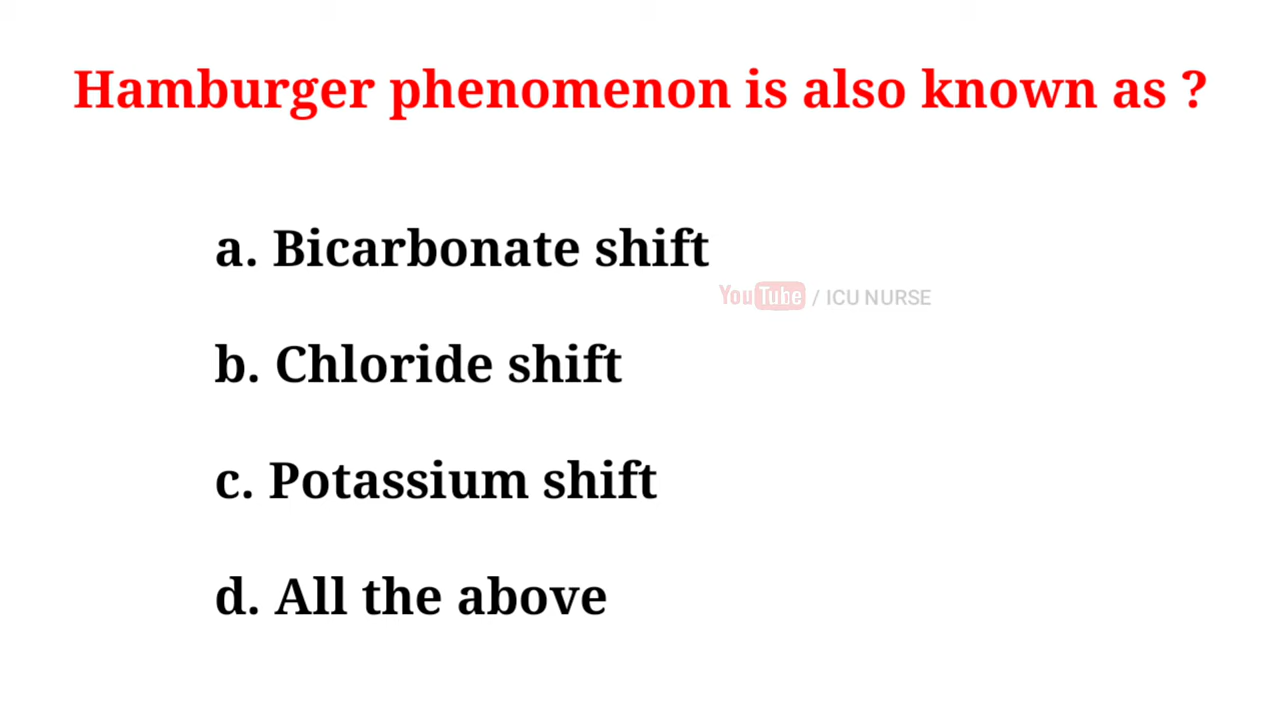 Hamburger phenomenon is also known as ?
a. Bicarbonate shift
YouTube / ICU NURSE
b. Chloride shift
c. Potassium shift
d. All the above